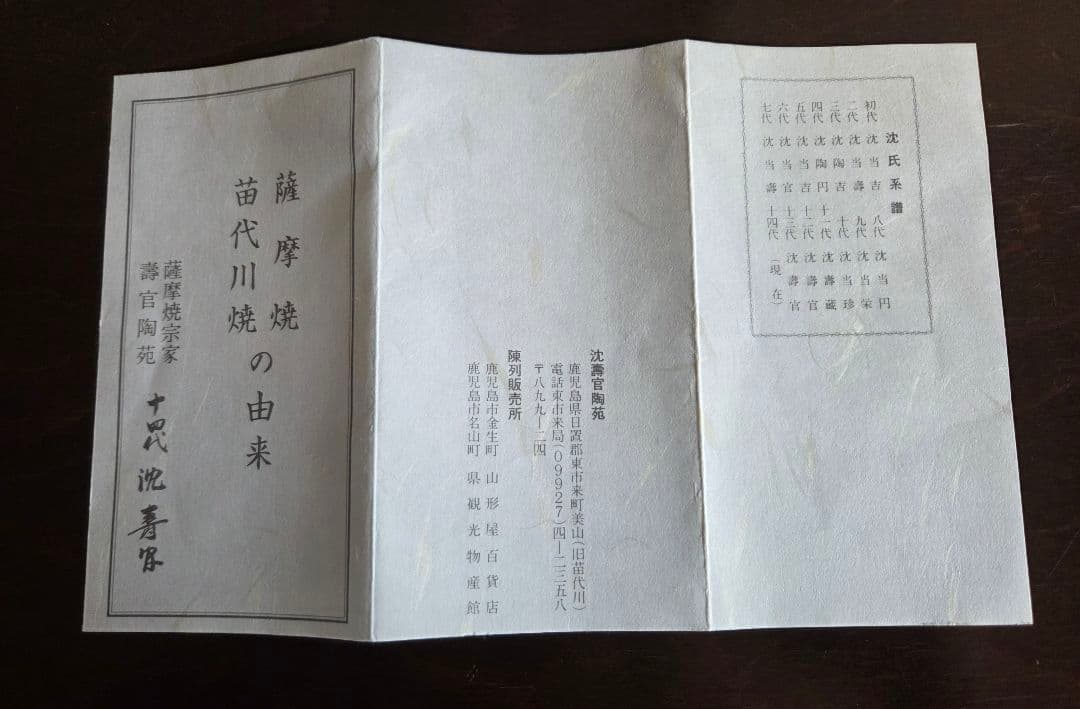 沈氏系譜
初代 沈当吉 八代 沈当円
二代 沈当壽 九代 沈当栄
三代 沈陶吉 十代 沈当珍
四代 沈陶円 十一代 沈壽蔵
五代 沈当吉 十二代 沈壽官
六代 沈当官 十三代 沈壽官
七代 沈当壽 十四代 (現在)
沈壽官陶苑
鹿児島県日置郡東市来町美山(旧苗代川)
電話東市来局(09927)四―二三五八
〒八九九―二四
陳列販売所
鹿児島市金生町 山形屋百貨店
鹿児島市名山町 県観光物産館
薩摩焼
苗代川焼の由来
薩摩焼宗家
壽官陶苑 十四代 沈寿官